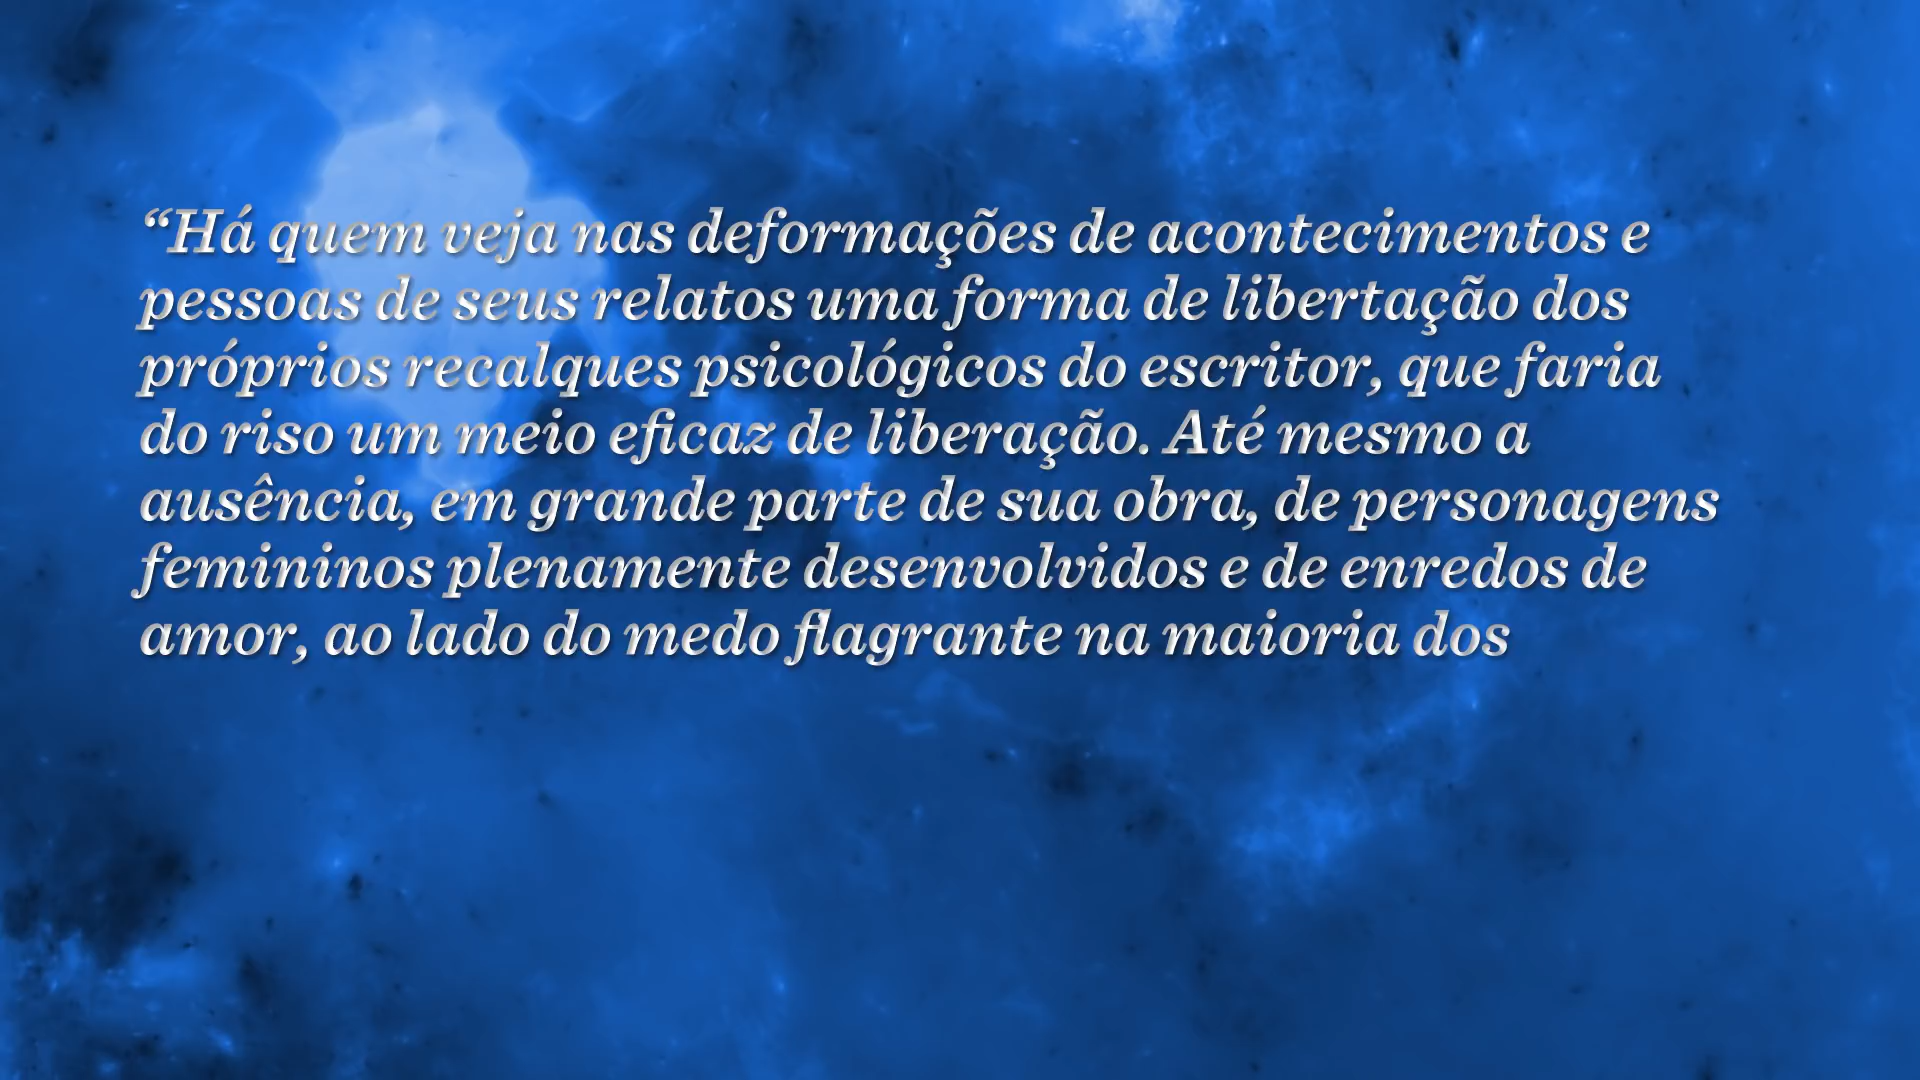 “Há quem veja nas deformações de acontecimentos e
pessoas de seus relatos uma forma de libertação dos
próprios recalques psicológicos do escritor, que faria
do riso um meio eficaz de liberação. Até mesmo a
ausência, em grande parte de sua obra, de personagens
femininos plenamente desenvolvidos e de enredos de
amor, ao lado do medo flagrante na maioria dos